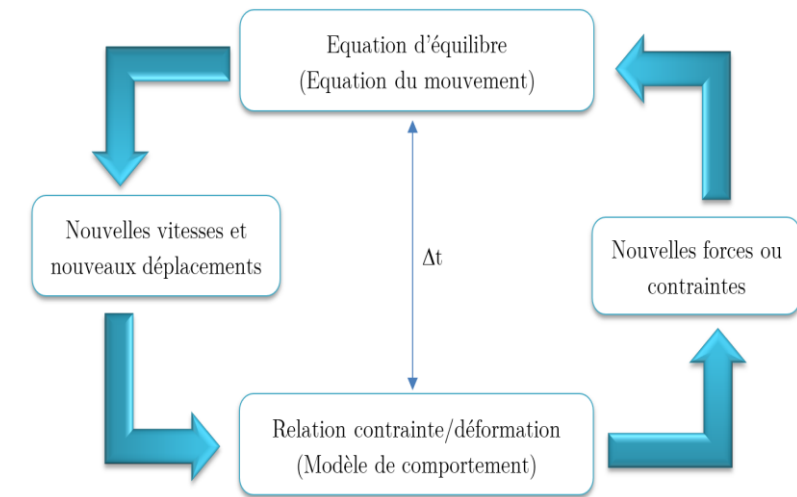 Equation d'équilibre
(Equation du mouvement)
Nouvelles vitesses et
nouveaux déplacements
Δt
Nouvelles forces ou
contraintes
Relation contrainte/déformation
(Modèle de comportement)